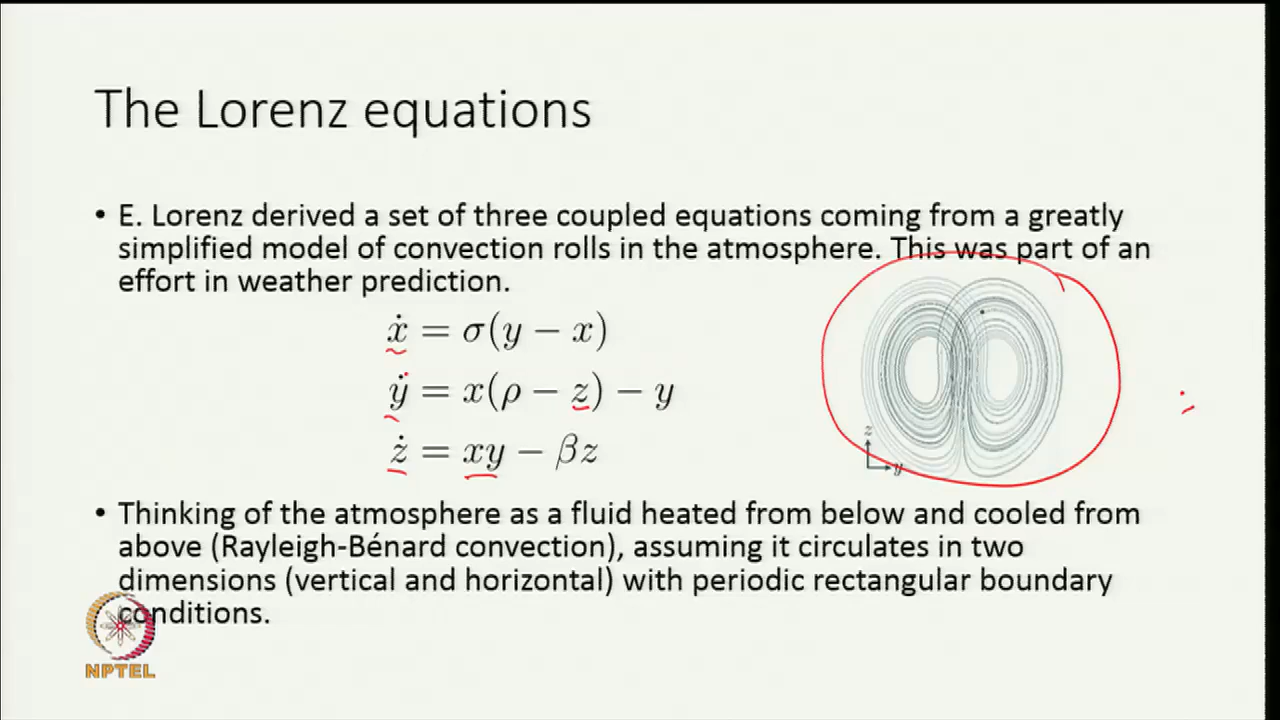 The Lorenz equations
• E. Lorenz derived a set of three coupled equations coming from a greatly
simplified model of convection rolls in the atmosphere. This was part of an
effort in weather prediction.
ẋ = σ(y − x)
ẏ = x(ρ − z) − y
ż = xy − βz
z
y
• Thinking of the atmosphere as a fluid heated from below and cooled from
above (Rayleigh-Bénard convection), assuming it circulates in two
dimensions (vertical and horizontal) with periodic rectangular boundary
conditions.
NPTEL